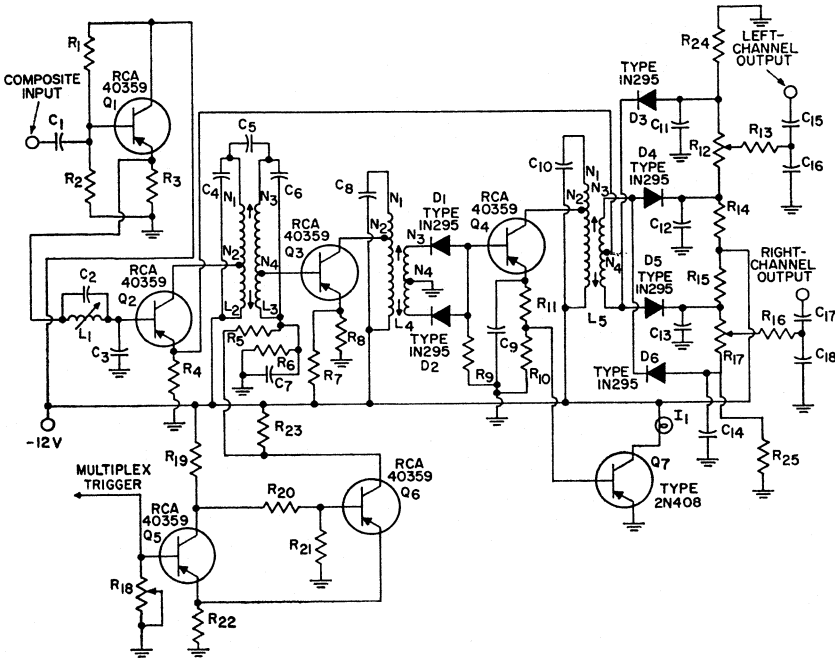 COMPOSITE
INPUT
C1
R1
R2
RCA
40359
Q1
R3
C2
L1
C3
RCA
40359
Q2
R4
-12V
C4
C5
C6
N1
N3
N2
N4
L2
L3
R5
R6
C7
RCA
40359
Q3
R7
R8
C8
N1
N2
N3
N4
L4
D1
TYPE
IN295
TYPE
IN295
D2
R9
C9
RCA
40359
Q4
R11
R10
C10
N1
N2
N3
N4
L5
TYPE
IN295
D3
C11
D4
TYPE
IN295
C12
D5
TYPE
IN295
C13
D6
TYPE
IN295
C14
R24
R12
R14
R15
R17
R25
LEFT-
CHANNEL
OUTPUT
R13
C15
C16
RIGHT-
CHANNEL
OUTPUT
R16
C17
C18
I1
Q7
TYPE
2N408
R23
R19
MULTIPLEX
TRIGGER
RCA
40359
Q5
R18
R20
R21
R22
RCA
40359
Q6